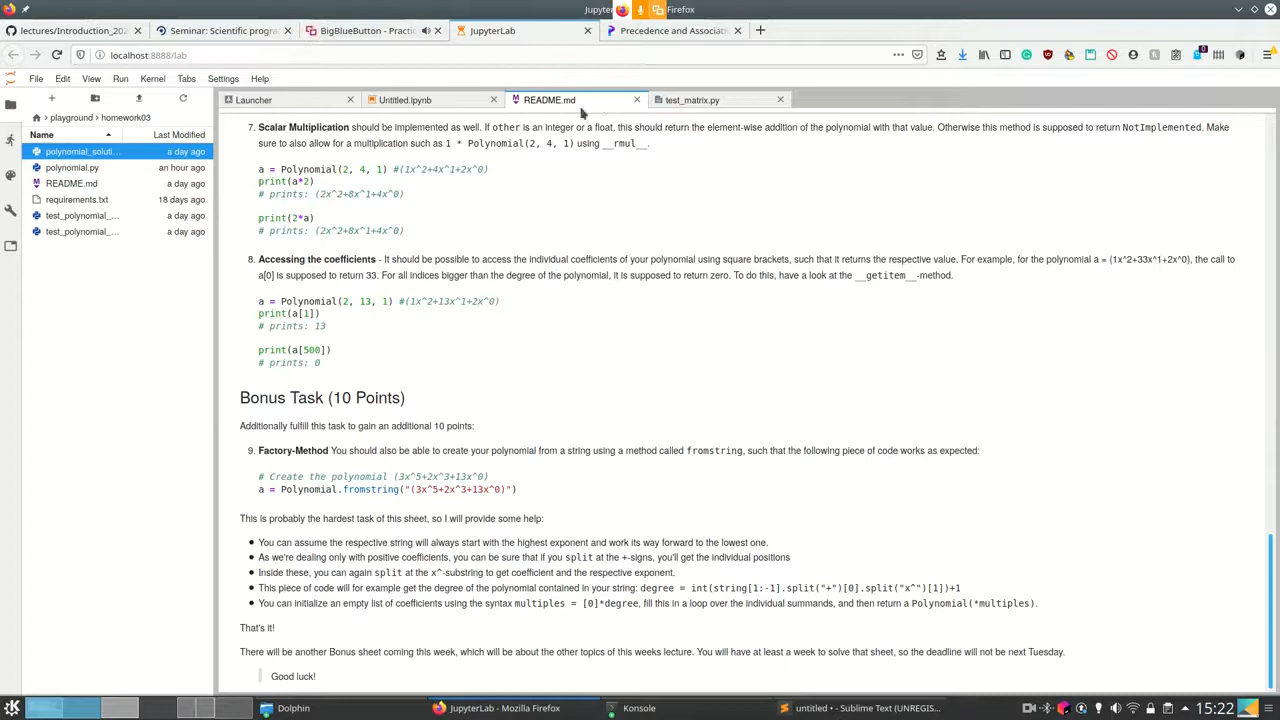 Jupyter
Firefox
lectures/Introduction_202
Seminar: Scientific progra
BigBlueButton - Practic
JupyterLab
Precedence and Associati
localhost:8888/lab
File Edit View Run Kernel Tabs Settings Help
Launcher
Untitled.ipynb
README.md
test_matrix.py
playground > homework03
Name Last Modified
polynomial_soluti... a day ago
polynomial.py an hour ago
README.md a day ago
requirements.txt 18 days ago
test_polynomial_... a day ago
test_polynomial_... a day ago
7. Scalar Multiplication should be implemented as well. If other is an integer or a float, this should return the element-wise addition of the polynomial with that value. Otherwise this method is supposed to return NotImplemented. Make
sure to also allow for a multiplication such as 1 * Polynomial(2, 4, 1) using __rmul__.
a = Polynomial(2, 4, 1) #(1x^2+4x^1+2x^0)
print(a*2)
# prints: (2x^2+8x^1+4x^0)
print(2*a)
# prints: (2x^2+8x^1+4x^0)
8. Accessing the coefficients - It should be possible to access the individual coefficients of your polynomial using square brackets, such that it returns the respective value. For example, for the polynomial a = (1x^2+33x^1+2x^0), the call to
a[0] is supposed to return 33. For all indices bigger than the degree of the polynomial, it is supposed to return zero. To do this, have a look at the __getitem__-method.
a = Polynomial(2, 13, 1) #(1x^2+13x^1+2x^0)
print(a[1])
# prints: 13
print(a[500])
# prints: 0
Bonus Task (10 Points)
Additionally fulfill this task to gain an additional 10 points:
9. Factory-Method You should also be able to create your polynomial from a string using a method called fromstring, such that the following piece of code works as expected:
# Create the polynomial (3x^5+2x^3+13x^0)
a = Polynomial.fromstring("(3x^5+2x^3+13x^0)")
This is probably the hardest task of this sheet, so I will provide some help:
• You can assume the respective string will always start with the highest exponent and work its way forward to the lowest one.
• As we're dealing only with positive coefficients, you can be sure that if you split at the +-signs, you'll get the individual positions
• Inside these, you can again split at the x^-substring to get coefficient and the respective exponent.
• This piece of code will for example get the degree of the polynomial contained in your string: degree = int(string[1:-1].split("+")[0].split("x^")[1])+1
• You can initialize an empty list of coefficients using the syntax multiples = [0]*degree, fill this in a loop over the individual summands, and then return a Polynomial(*multiples).
That's it!
There will be another Bonus sheet coming this week, which will be about the other topics of this weeks lecture. You will have at least a week to solve that sheet, so the deadline will not be next Tuesday.
Good luck!
Dolphin
JupyterLab - Mozilla Firefox
Konsole
untitled • - Sublime Text (UNREGIS...
15:22